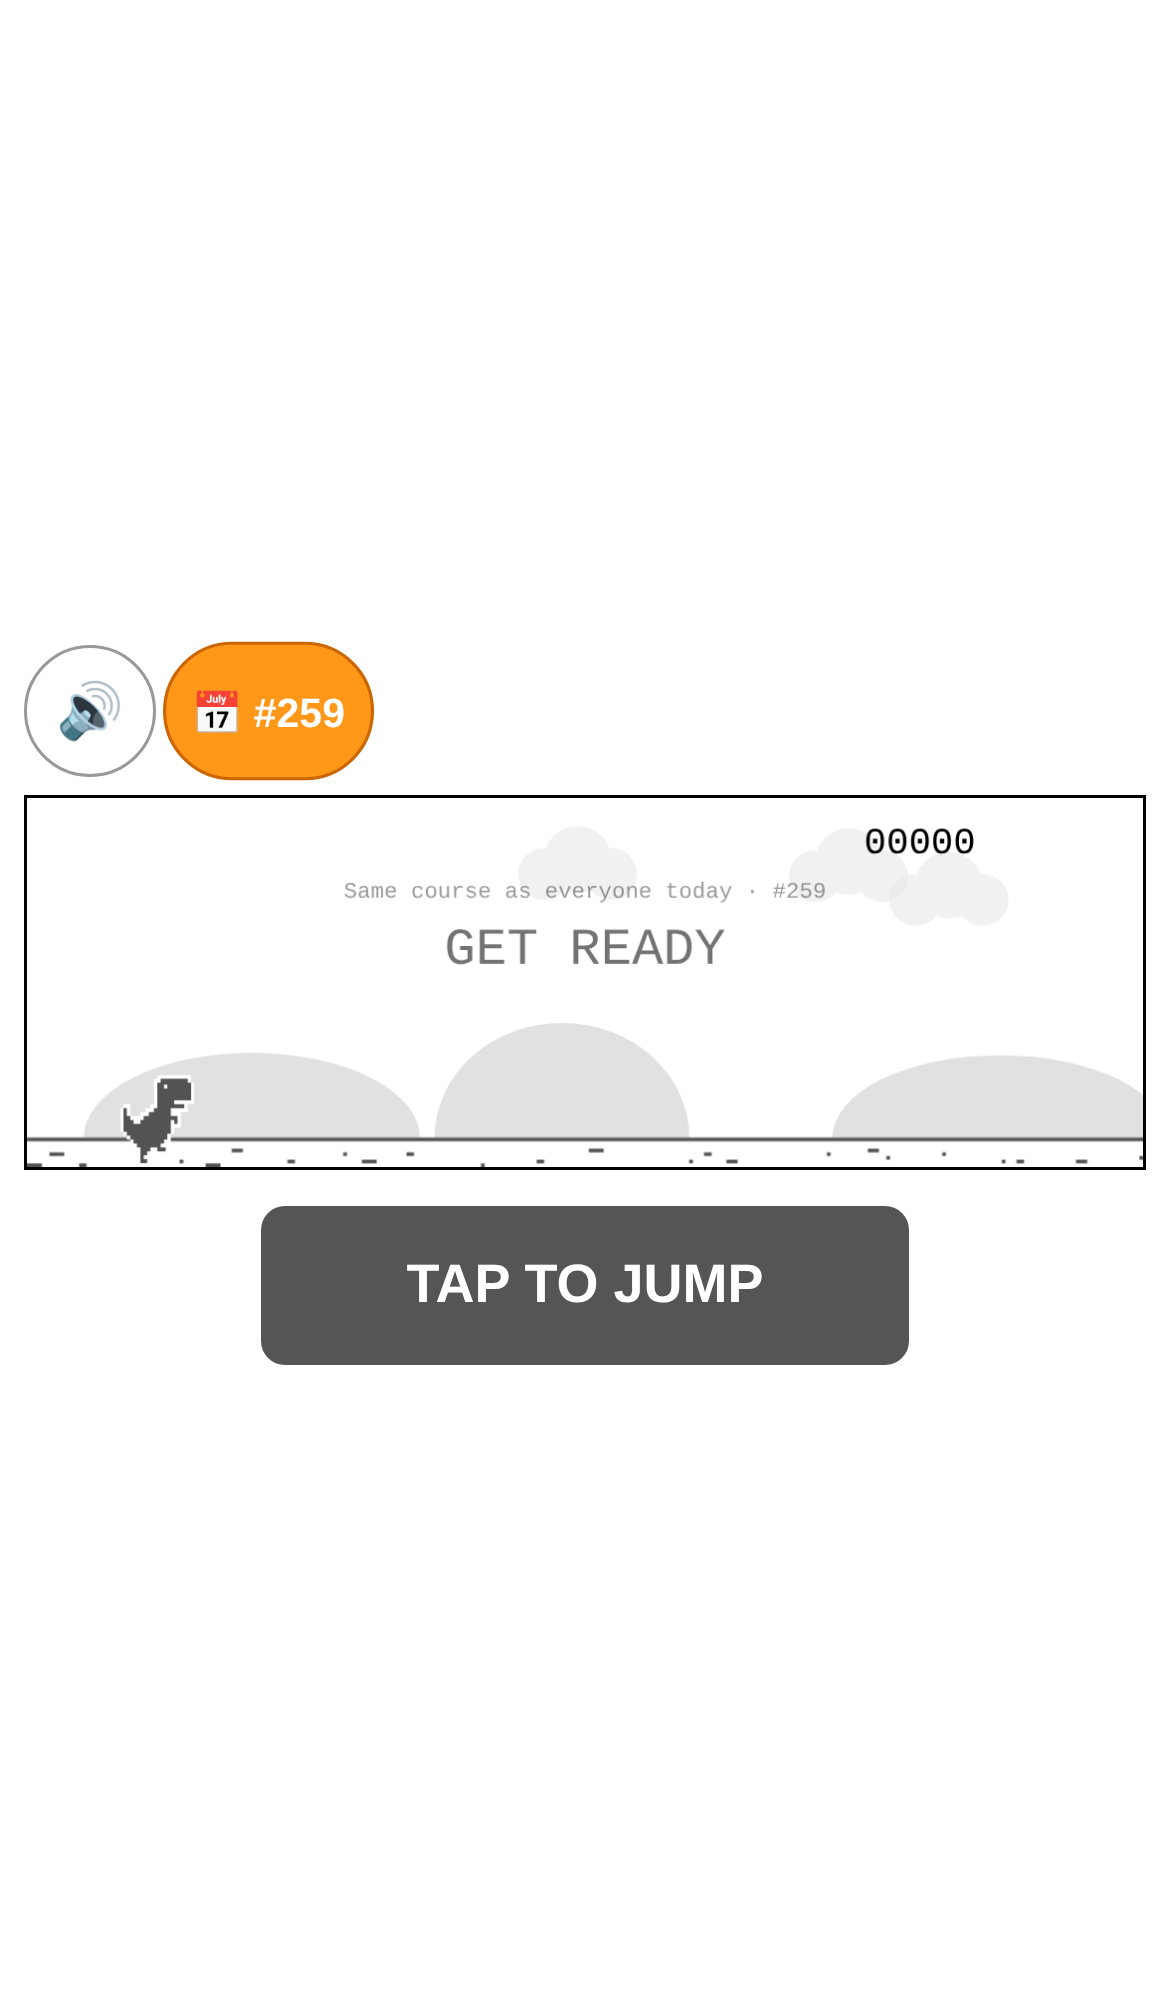 July
17 #259
00000
Same course as everyone today · #259
GET READY
TAP TO JUMP